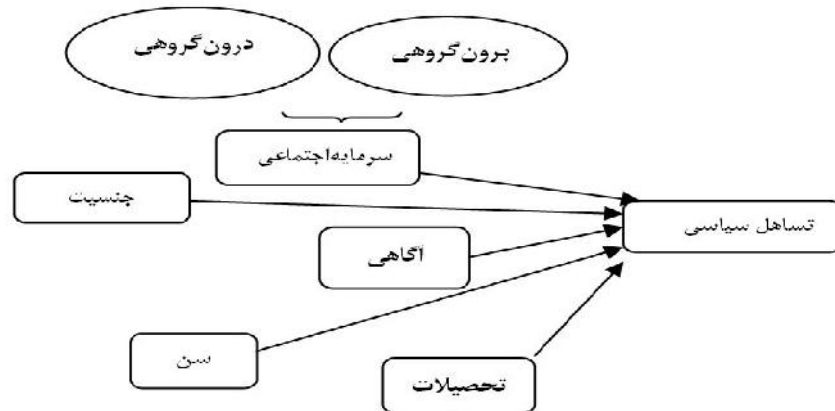 برون‌گروهی
درون‌گروهی
سرمایه‌اجتماعی
جنسیت
تساهل سیاسی
آگاهی
سن
تحصیلات